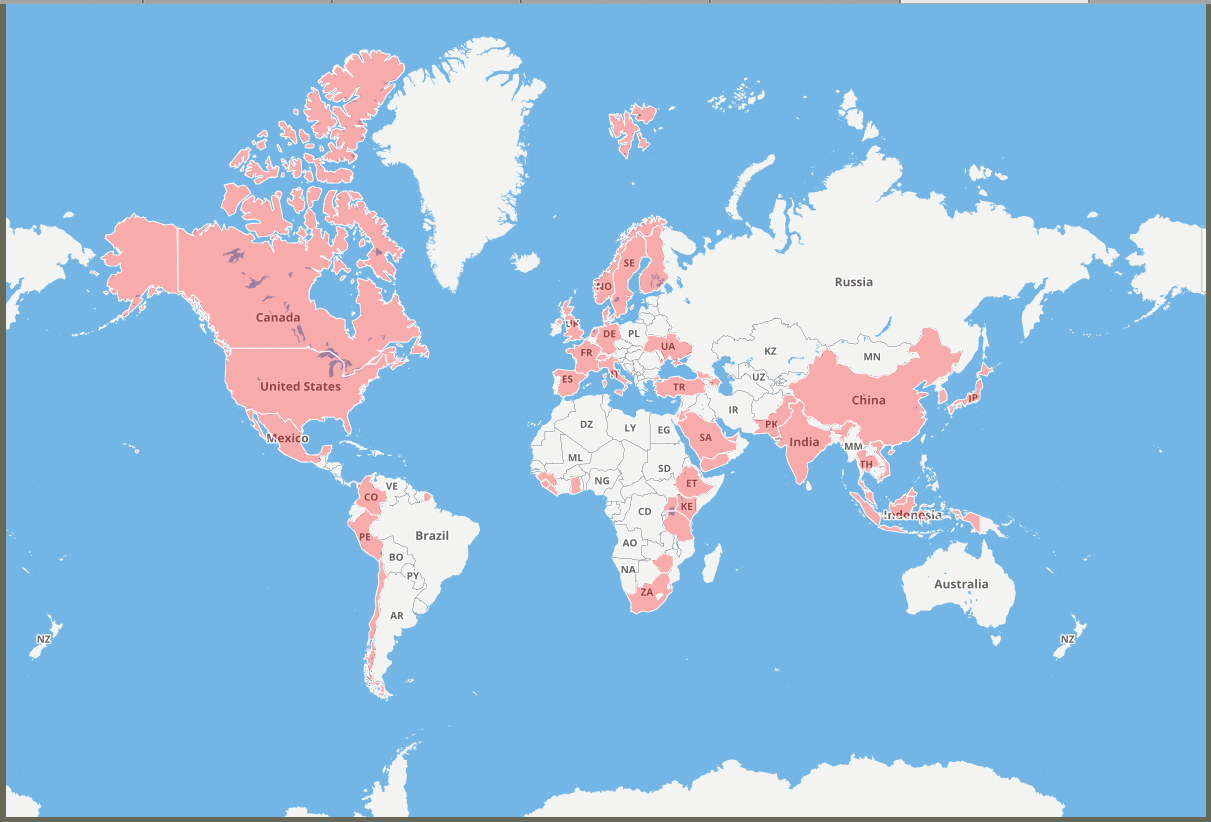 SE
NO
Russia
Canada
UK
DE
PL
UA
FR
KZ
MN
IT
UZ
ES
TR
United States
China
JP
IR
DZ
LY
EG
PK
Mexico
SA
India
MM
ML
SD
TH
NG
ET
VE
CO
KE
CD
Indonesia
PE
Brazil
AO
BO
NA
PY
Australia
ZA
AR
NZ
NZ